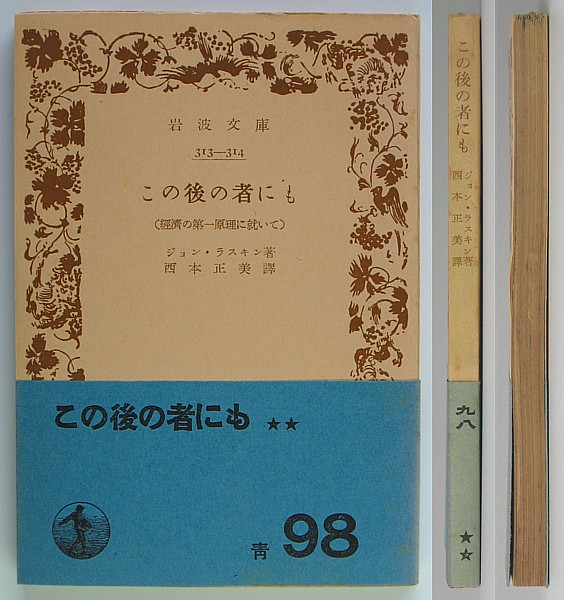 岩波文庫
313—314
この後の者にも
(經濟の第一原理に就いて)
ジョン・ラスキン著
西本正美譯
この後の者にも ★★
青 98
この後の者にも
ジョン・ラスキン著
西本正美譯
九八
★★